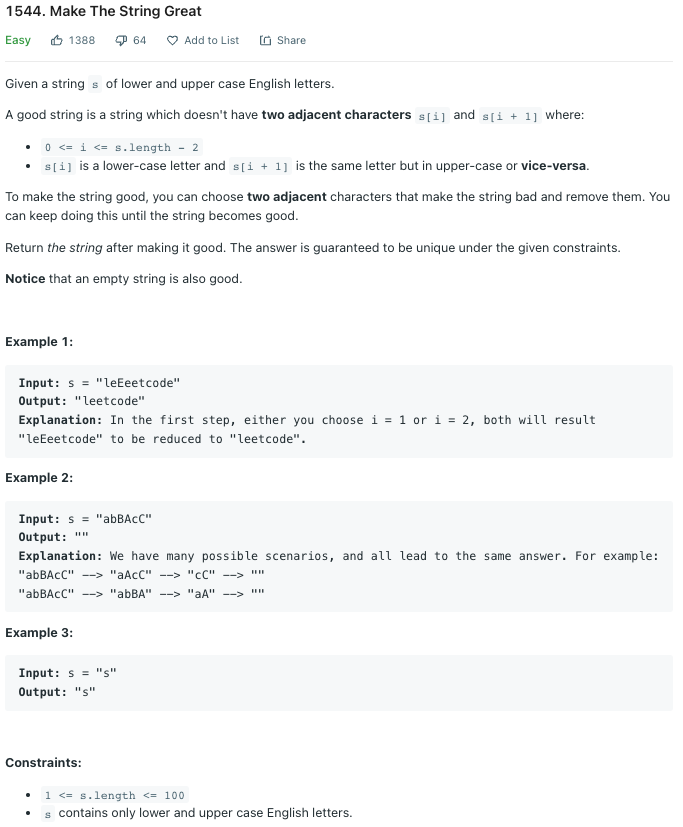 1544. Make The String Great
Easy 1388 64 Add to List Share
Given a string s of lower and upper case English letters.
A good string is a string which doesn't have two adjacent characters s[i] and s[i + 1] where:
• 0 <= i <= s.length - 2
• s[i] is a lower-case letter and s[i + 1] is the same letter but in upper-case or vice-versa.
To make the string good, you can choose two adjacent characters that make the string bad and remove them. You
can keep doing this until the string becomes good.
Return the string after making it good. The answer is guaranteed to be unique under the given constraints.
Notice that an empty string is also good.
Example 1:
Input: s = "leEeetcode"
Output: "leetcode"
Explanation: In the first step, either you choose i = 1 or i = 2, both will result
"leEeetcode" to be reduced to "leetcode".
Example 2:
Input: s = "abBAcC"
Output: ""
Explanation: We have many possible scenarios, and all lead to the same answer. For example:
"abBAcC" --> "aAcC" --> "cC" --> ""
"abBAcC" --> "abBA" --> "aA" --> ""
Example 3:
Input: s = "s"
Output: "s"
Constraints:
• 1 <= s.length <= 100
• s contains only lower and upper case English letters.